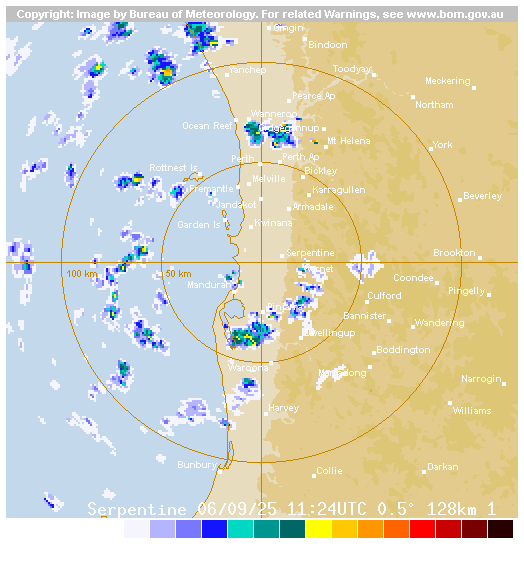 Copyright: Image by Bureau of Meteorology. For related Warnings, see www.bom.gov.au
Gingin
Bindoon
Yanchep
Toodyay
Meckering
Pearce Ap
Northam
Wanneroo
Ocean Reef
Mt Helena
York
Perth
Perth Ap
Rottnest Is
Bickley
Melville
Fremantle
Karragullen
Beverley
Jandakot
Armadale
Garden Is
Kwinana
Serpentine
Brookton
100 km
50 km
Coondee
Mandurah
Pingelly
Culford
Bannister
Wandering
Dwellingup
Boddington
Waroona
Narrogin
Harvey
Williams
Bunbury
Collie
Darkan
Serpentine 06/09/25 11:24UTC 0.5° 128km 1